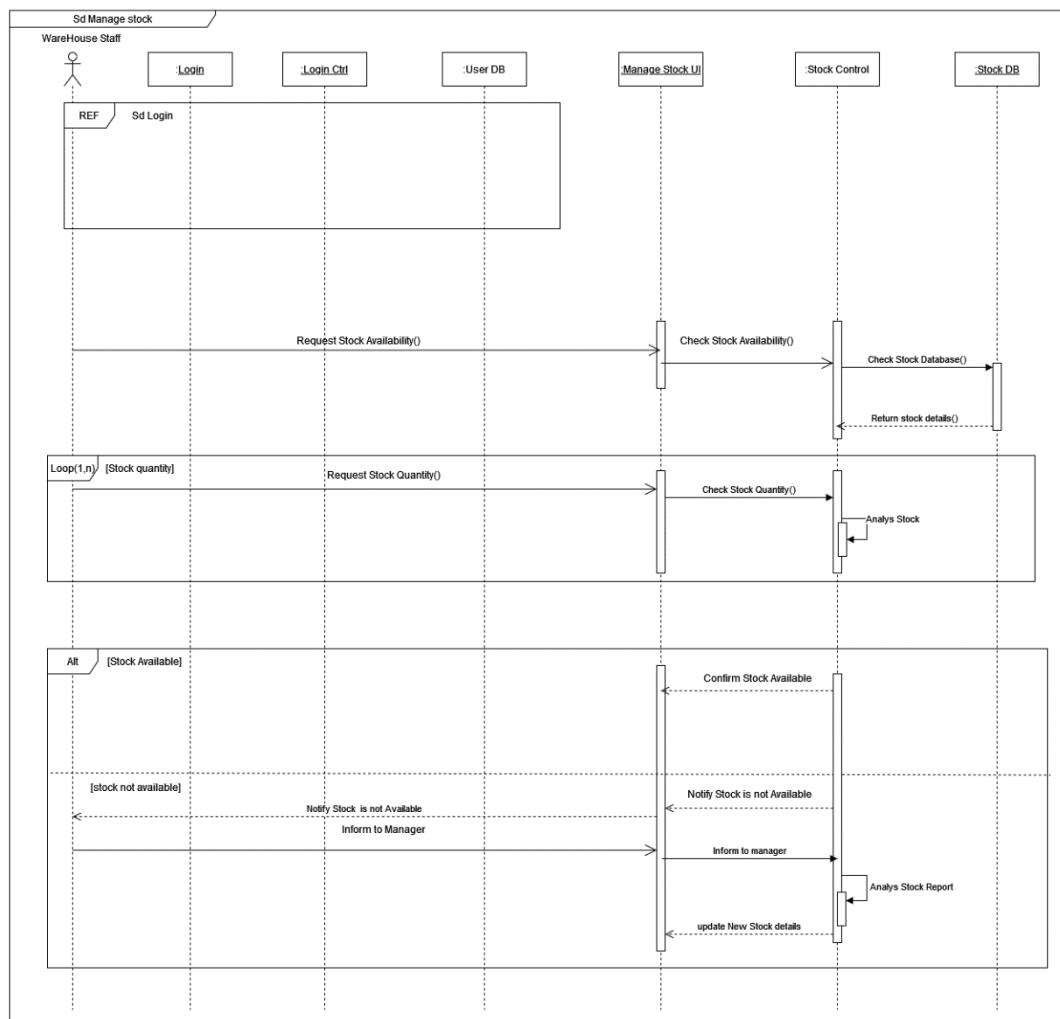 Sd Manage stock
WareHouse Staff
:Login
:Login Ctrl
:User DB
:Manage Stock UI
:Stock Control
:Stock DB
REF
Sd Login
Request Stock Availability()
Check Stock Availability()
Check Stock Database()
Return stock details()
Loop(1,n)
[Stock quantity]
Request Stock Quantity()
Check Stock Quantity()
Analys Stock
Alt
[Stock Available]
Confirm Stock Available
[stock not available]
Notify Stock is not Available
Notify Stock is not Available
Inform to Manager
Inform to manager
Analys Stock Report
update New Stock details